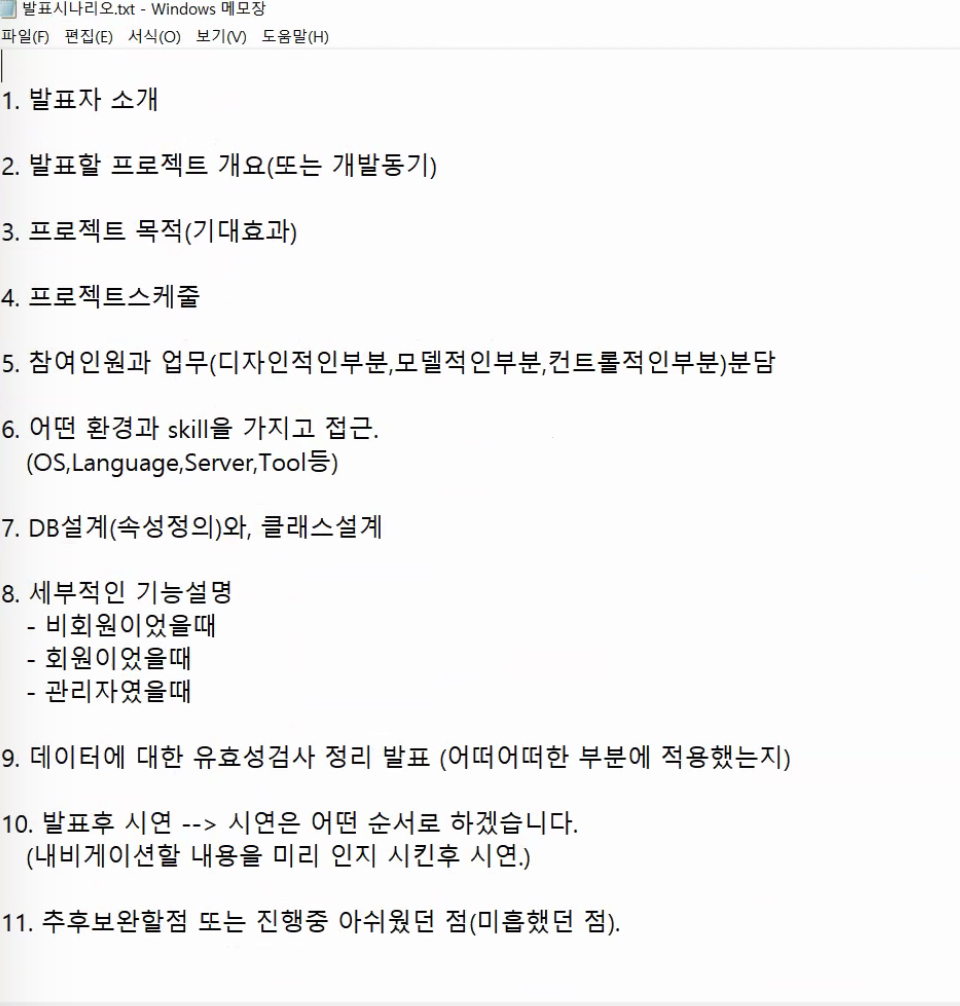 발표시나리오.txt - Windows 메모장
파일(F) 편집(E) 서식(O) 보기(V) 도움말(H)
1. 발표자 소개
2. 발표할 프로젝트 개요(또는 개발동기)
3. 프로젝트 목적(기대효과)
4. 프로젝트스케줄
5. 참여인원과 업무(디자인적인부분,모델적인부분,컨트롤적인부분)분담
6. 어떤 환경과 skill을 가지고 접근.
(OS,Language,Server,Tool등)
7. DB설계(속성정의)와, 클래스설계
8. 세부적인 기능설명
- 비회원이었을때
- 회원이었을때
- 관리자였을때
9. 데이터에 대한 유효성검사 정리 발표 (어떠어떠한 부분에 적용했는지)
10. 발표후 시연 --> 시연은 어떤 순서로 하겠습니다.
(내비게이션할 내용을 미리 인지 시킨후 시연.)
11. 추후보완할점 또는 진행중 아쉬웠던 점(미흡했던 점).